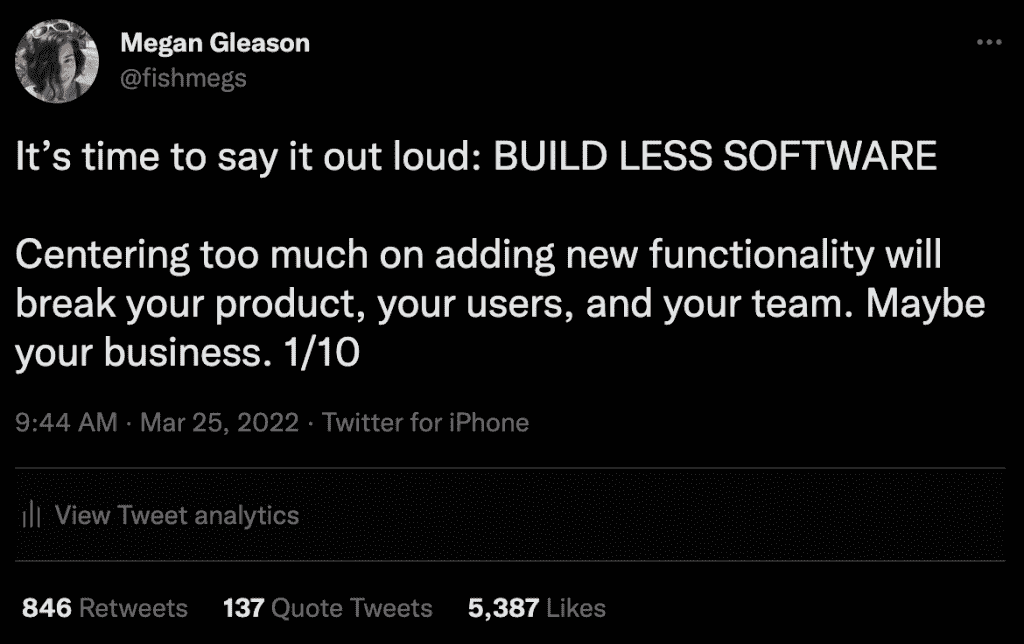 Megan Gleason
@fishmegs
It’s time to say it out loud: BUILD LESS SOFTWARE
Centering too much on adding new functionality will
break your product, your users, and your team. Maybe
your business. 1/10
9:44 AM · Mar 25, 2022 · Twitter for iPhone
View Tweet analytics
846 Retweets 137 Quote Tweets 5,387 Likes